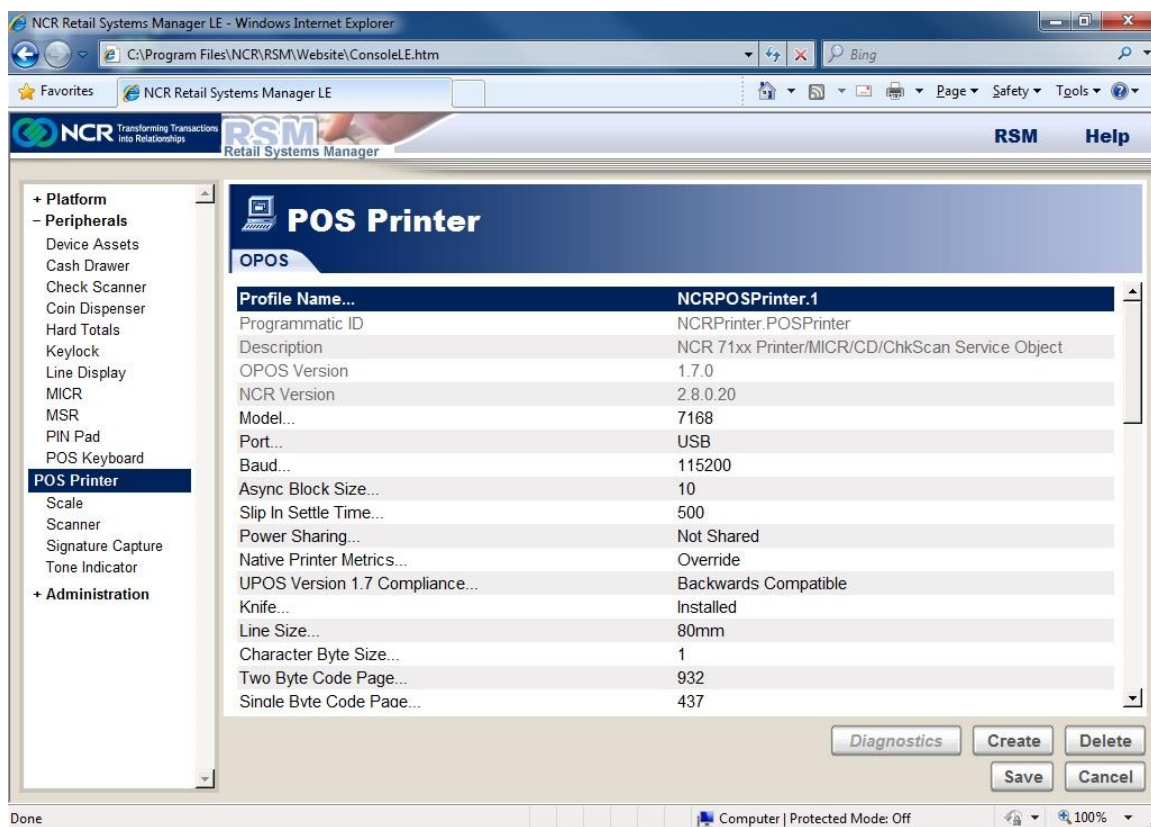 NCR Retail Systems Manager LE - Windows Internet Explorer
C:\Program Files\NCR\RSM\Website\ConsoleLE.htm
Bing
Favorites
NCR Retail Systems Manager LE
Page
Safety
Tools
NCR Transforming Transactions into Relationships
RSM
Retail Systems Manager
RSM
Help
+ Platform
– Peripherals
Device Assets
Cash Drawer
Check Scanner
Coin Dispenser
Hard Totals
Keylock
Line Display
MICR
MSR
PIN Pad
POS Keyboard
POS Printer
Scale
Scanner
Signature Capture
Tone Indicator
+ Administration
POS Printer
OPOS
Profile Name... NCRPOSPrinter.1
Programmatic ID NCRPrinter.POSPrinter
Description NCR 71xx Printer/MICR/CD/ChkScan Service Object
OPOS Version 1.7.0
NCR Version 2.8.0.20
Model... 7168
Port... USB
Baud... 115200
Async Block Size... 10
Slip In Settle Time... 500
Power Sharing... Not Shared
Native Printer Metrics... Override
UPOS Version 1.7 Compliance... Backwards Compatible
Knife... Installed
Line Size... 80mm
Character Byte Size... 1
Two Byte Code Page... 932
Single Byte Code Page... 437
Diagnostics
Create
Delete
Save
Cancel
Done
Computer | Protected Mode: Off
100%